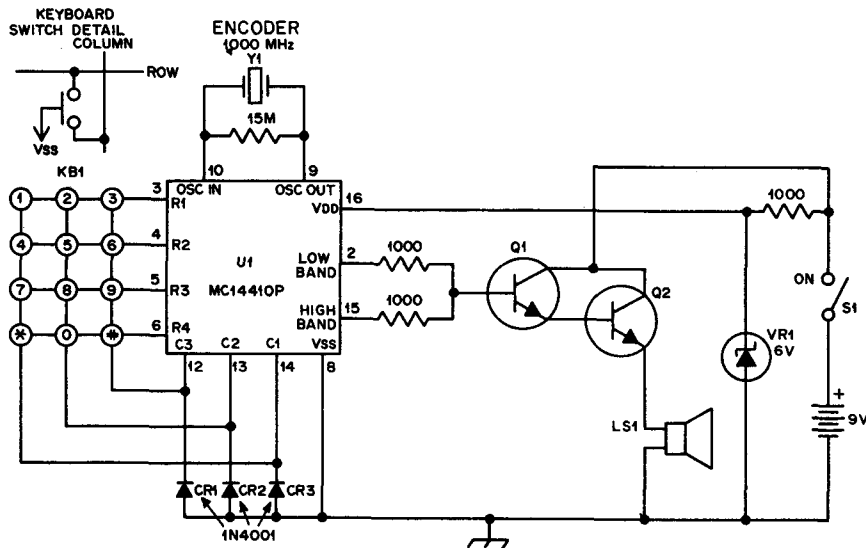 KEYBOARD
SWITCH DETAIL
COLUMN
ROW
VSS
ENCODER
1000 MHz
Y1
15M
10
9
KB1
1 2 3
4 5 6
7 8 9
* 0 #
3
4
5
6
OSC IN
OSC OUT
VDD
R1
R2
R3
R4
U1
MC14410P
LOW
BAND
HIGH
BAND
C3
C2
C1
VSS
16
2
15
12
13
14
8
1000
1000
Q1
Q2
1000
ON
S1
VR1
6V
+
9V
LS1
CR1
CR2
CR3
1N4001